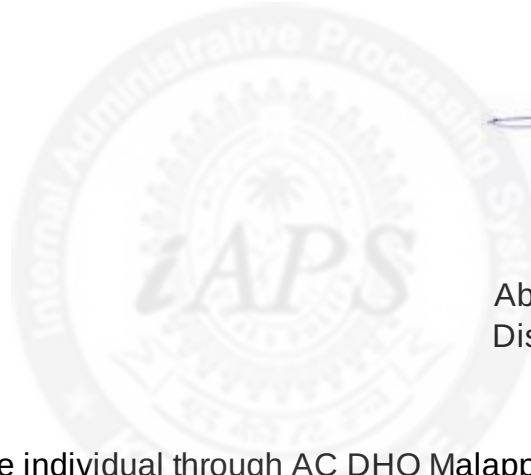 Internal Administrative Processing System
iAPS
Ab
Dis
e individual through AC DHO Malapp